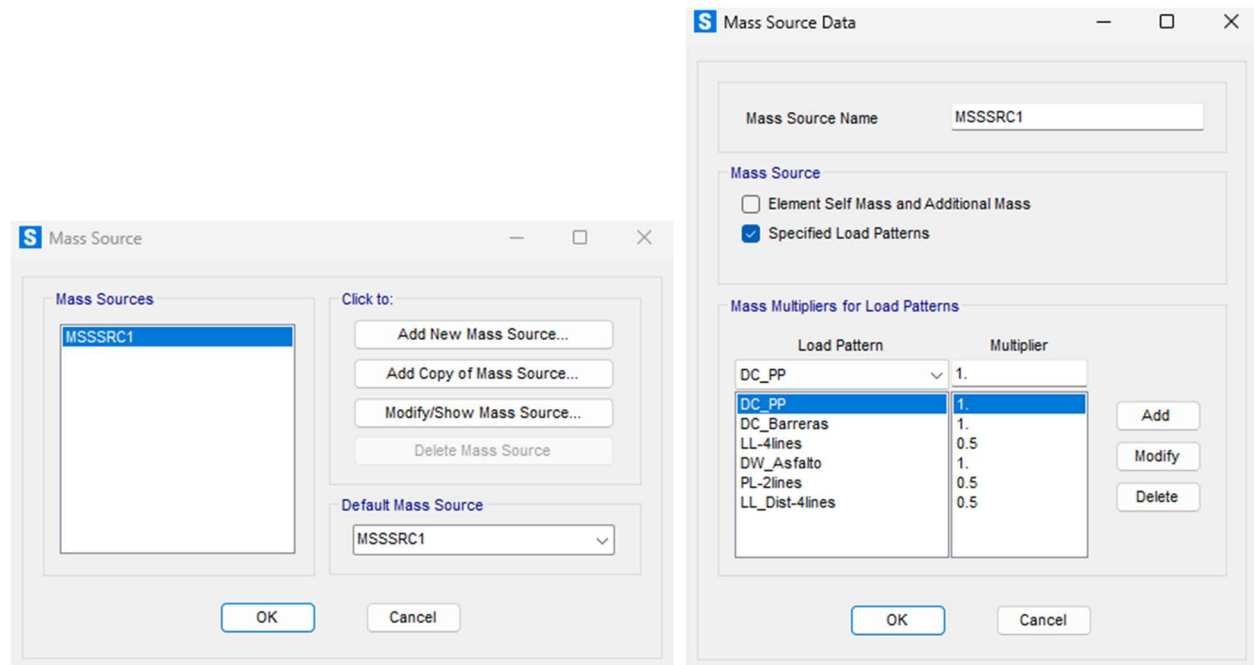 Mass Source
Mass Sources
MSSSRC1
Click to:
Add New Mass Source...
Add Copy of Mass Source...
Modify/Show Mass Source...
Delete Mass Source
Default Mass Source
MSSSRC1
OK
Cancel
Mass Source Data
Mass Source Name MSSSRC1
Mass Source
Element Self Mass and Additional Mass
Specified Load Patterns
Mass Multipliers for Load Patterns
Load Pattern Multiplier
DC_PP 1.
DC_PP 1.
DC_Barreras 1.
LL-4lines 0.5
DW_Asfalto 1.
PL-2lines 0.5
LL_Dist-4lines 0.5
Add
Modify
Delete
OK
Cancel